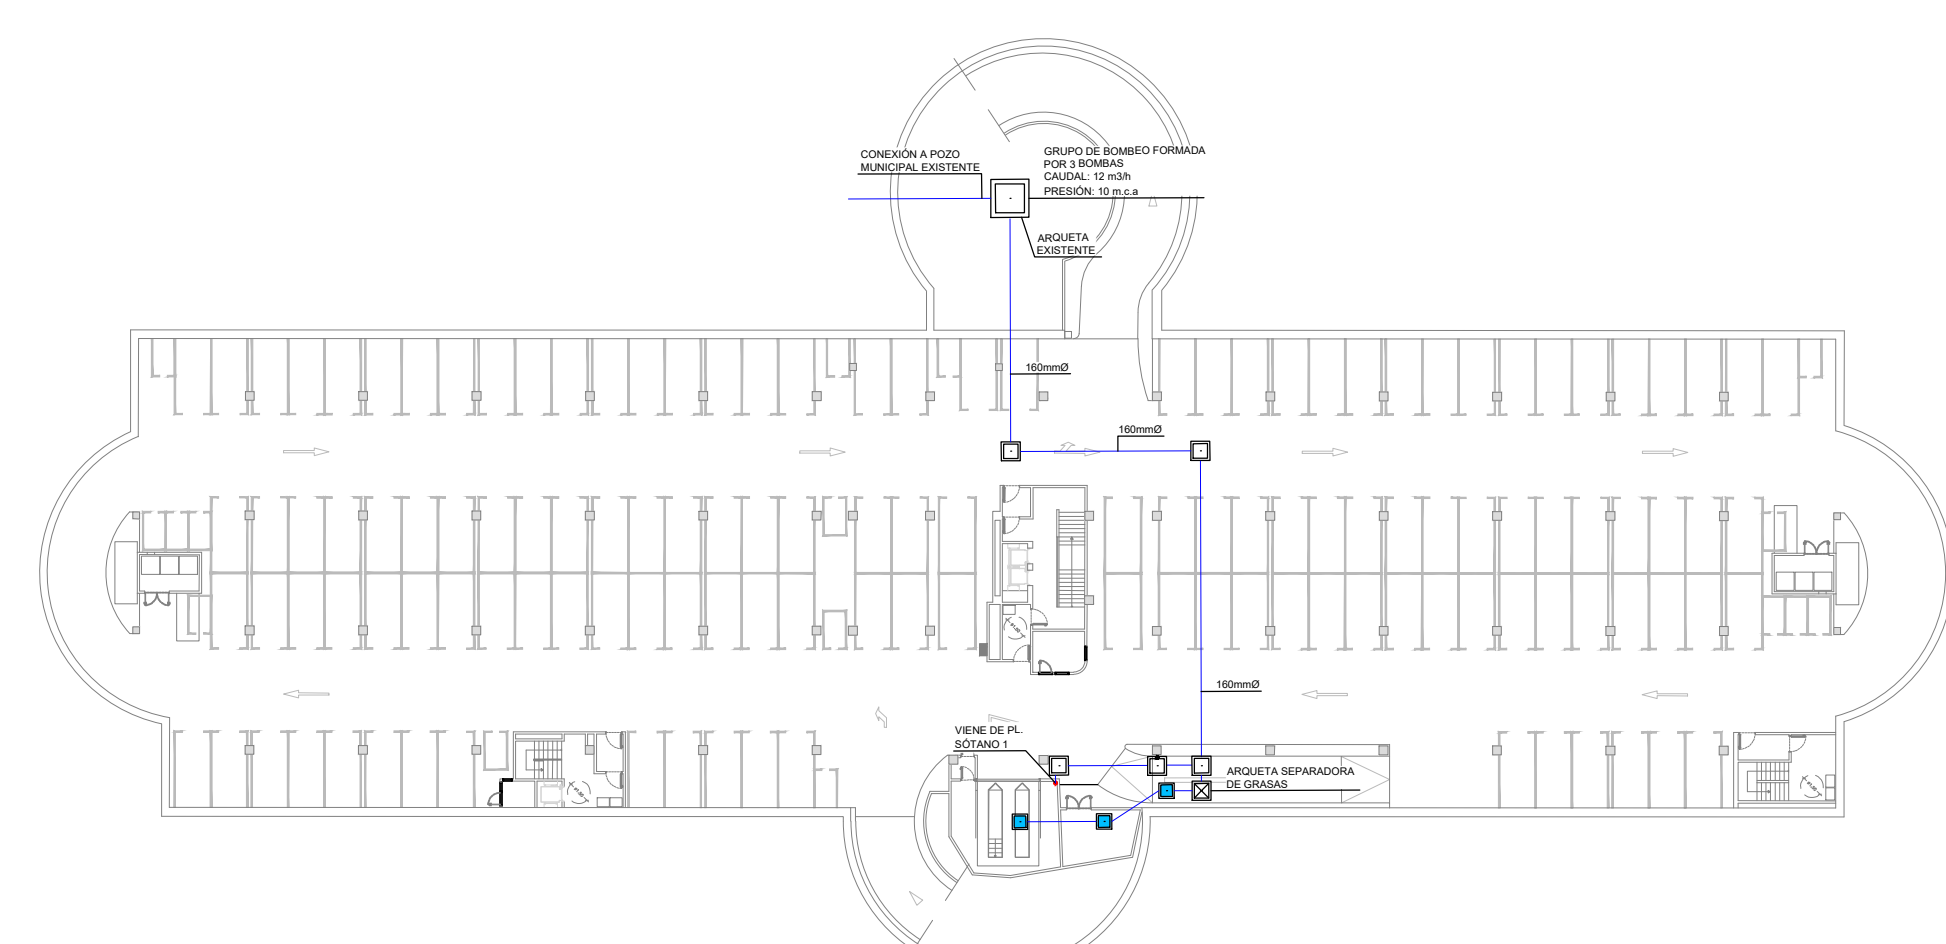 CONEXIÓN A POZO
MUNICIPAL EXISTENTE
GRUPO DE BOMBEO FORMADA
POR 3 BOMBAS
CAUDAL: 12 m3/h
PRESIÓN: 10 m.c.a
ARQUETA
EXISTENTE
160mmØ
160mmØ
160mmØ
VIENE DE PL.
SÓTANO 1
ARQUETA SEPARADORA
DE GRASAS